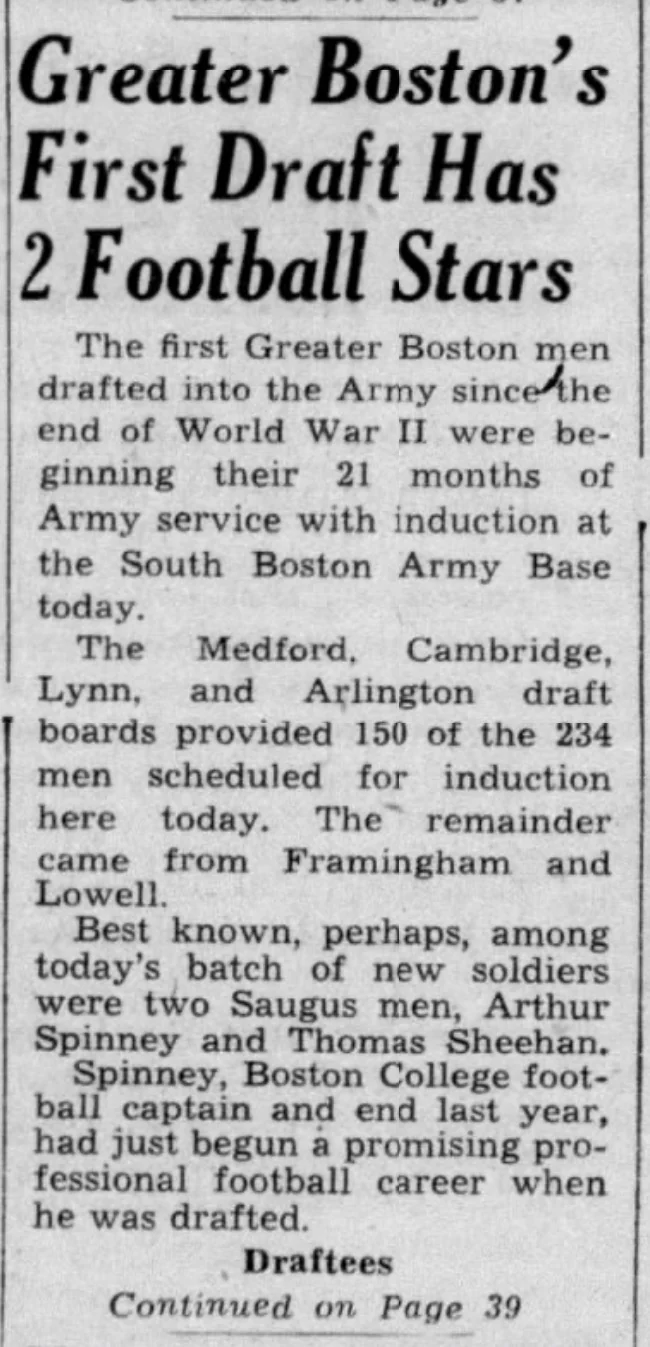 Greater Boston's
First Draft Has
2 Football Stars
The first Greater Boston men
drafted into the Army since the
end of World War II were be-
ginning their 21 months of
Army service with induction at
the South Boston Army Base
today.
The Medford, Cambridge,
Lynn, and Arlington draft
boards provided 150 of the 234
men scheduled for induction
here today. The remainder
came from Framingham and
Lowell.
Best known, perhaps, among
today's batch of new soldiers
were two Saugus men, Arthur
Spinney and Thomas Sheehan.
Spinney, Boston College foot-
ball captain and end last year,
had just begun a promising pro-
fessional football career when
he was drafted.
Draftees
Continued on Page 39